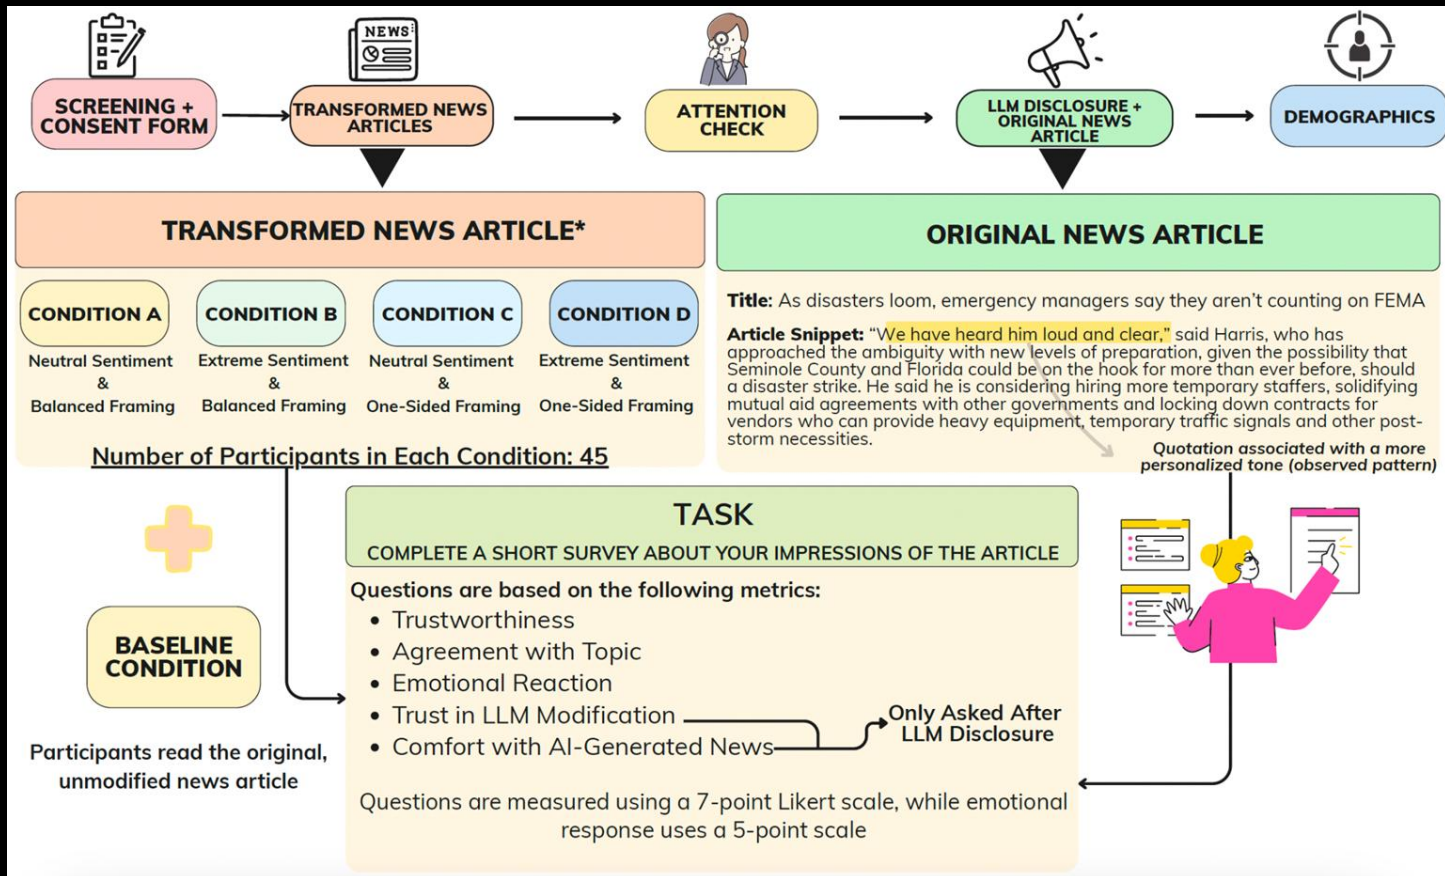 NEWS
SCREENING +
CONSENT FORM
TRANSFORMED NEWS
ARTICLES
ATTENTION
CHECK
LLM DISCLOSURE +
ORIGINAL NEWS
ARTICLE
DEMOGRAPHICS
TRANSFORMED NEWS ARTICLE*
CONDITION A
Neutral Sentiment
&
Balanced Framing
CONDITION B
Extreme Sentiment
&
Balanced Framing
CONDITION C
Neutral Sentiment
&
One-Sided Framing
CONDITION D
Extreme Sentiment
&
One-Sided Framing
Number of Participants in Each Condition: 45
ORIGINAL NEWS ARTICLE
Title: As disasters loom, emergency managers say they aren't counting on FEMA
Article Snippet: “We have heard him loud and clear,” said Harris, who has
approached the ambiguity with new levels of preparation, given the possibility that
Seminole County and Florida could be on the hook for more than ever before, should
a disaster strike. He said he is considering hiring more temporary staffers, solidifying
mutual aid agreements with other governments and locking down contracts for
vendors who can provide heavy equipment, temporary traffic signals and other post-
storm necessities.
Quotation associated with a more
personalized tone (observed pattern)
BASELINE
CONDITION
Participants read the original,
unmodified news article
TASK
COMPLETE A SHORT SURVEY ABOUT YOUR IMPRESSIONS OF THE ARTICLE
Questions are based on the following metrics:
• Trustworthiness
• Agreement with Topic
• Emotional Reaction
• Trust in LLM Modification
• Comfort with AI-Generated News
Only Asked After
LLM Disclosure
Questions are measured using a 7-point Likert scale, while emotional
response uses a 5-point scale